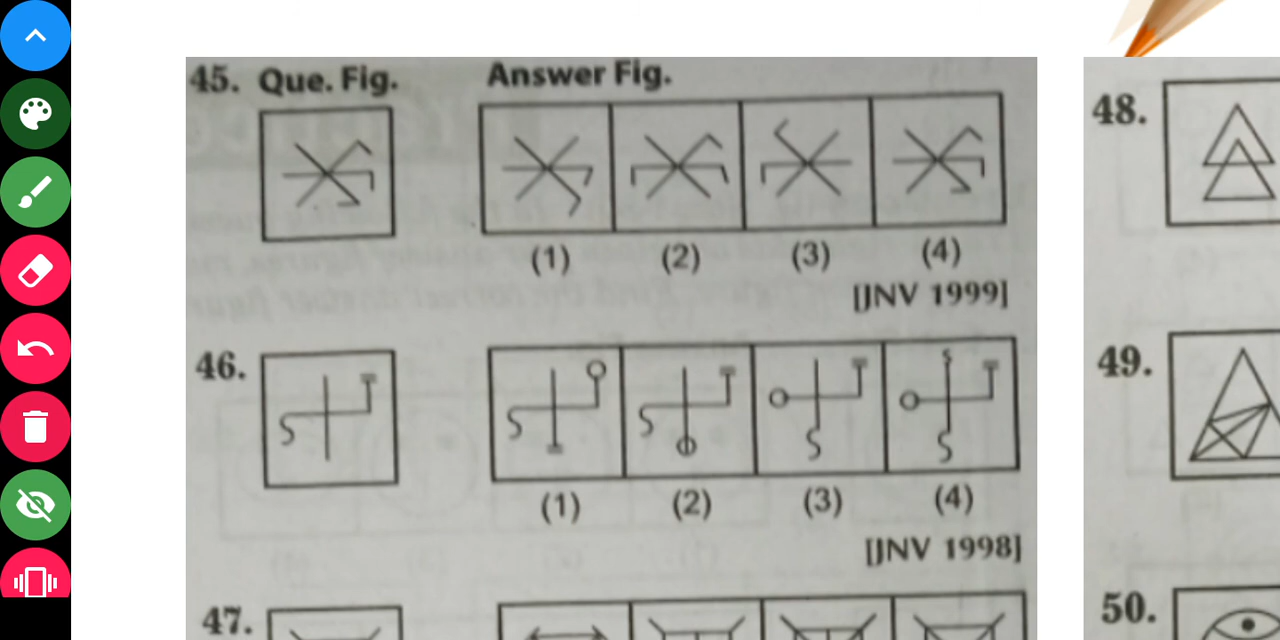 45. Que. Fig. Answer Fig.
(1) (2) (3) (4)
[JNV 1999]
46.
(1) (2) (3) (4)
[JNV 1998]
47.
48.
49.
50.